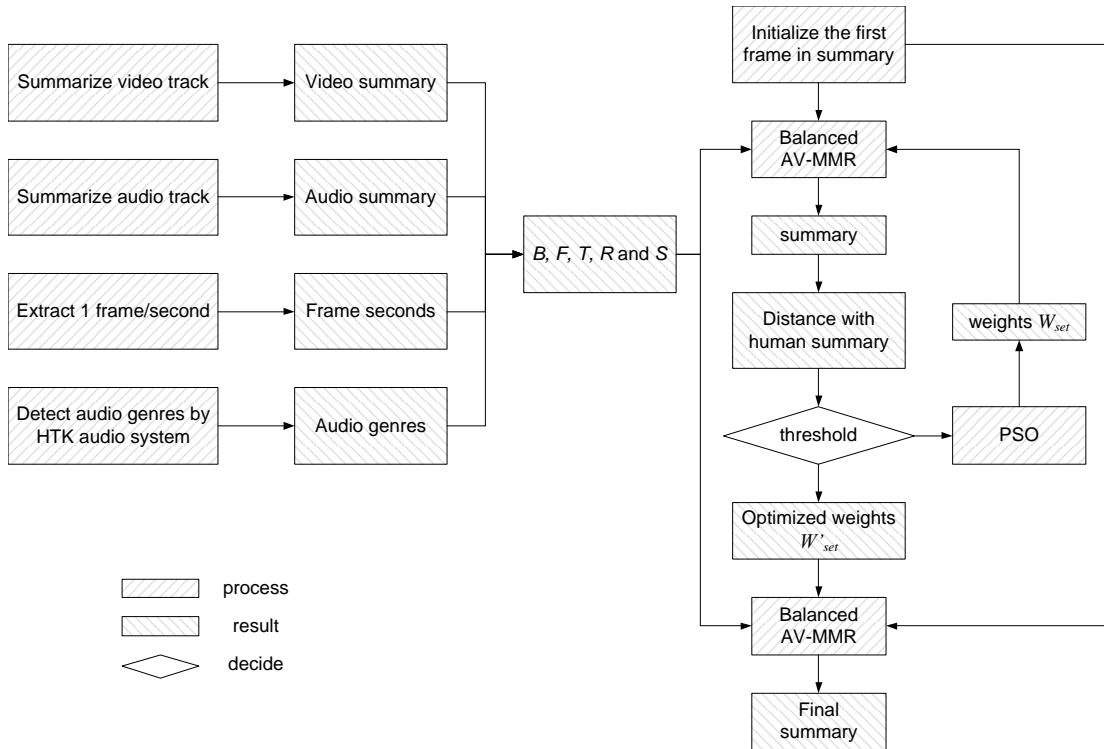 Summarize video track
Video summary
Summarize audio track
Audio summary
Extract 1 frame/second
Frame seconds
Detect audio genres by
HTK audio system
Audio genres
B, F, T, R and S
Initialize the first
frame in summary
Balanced
AV-MMR
summary
Distance with
human summary
threshold
PSO
weights W_set
Optimized weights
W'_set
Balanced
AV-MMR
Final
summary
process
result
decide